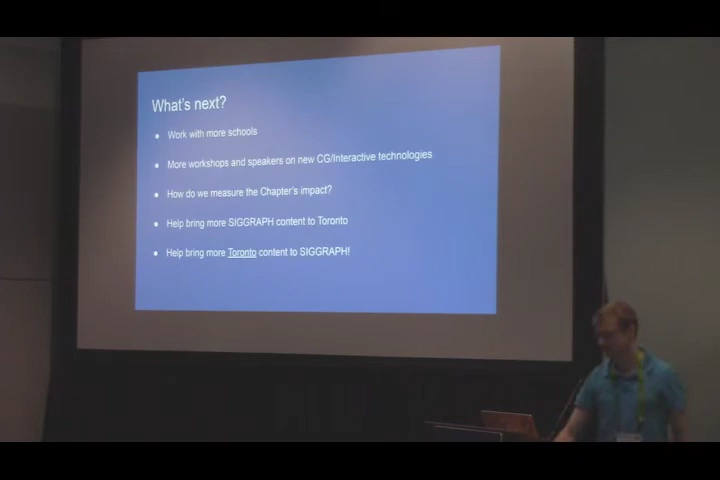 What's next?
● Work with more schools
● More workshops and speakers on new CG/Interactive technologies
● How do we measure the Chapter's impact?
● Help bring more SIGGRAPH content to Toronto
● Help bring more Toronto content to SIGGRAPH!